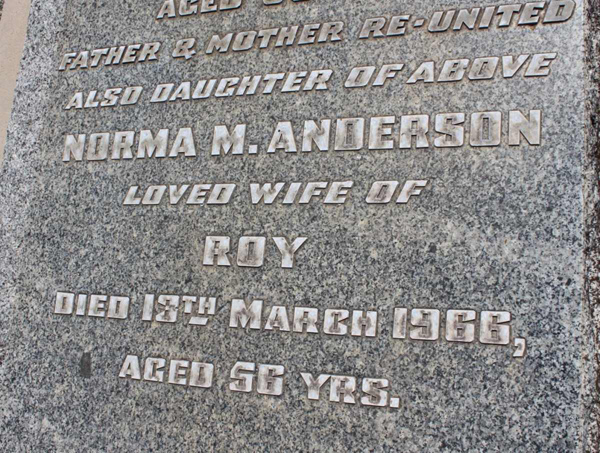 AGED
FATHER & MOTHER RE-UNITED
ALSO DAUGHTER OF ABOVE
NORMA M. ANDERSON
LOVED WIFE OF
ROY
DIED 18TH MARCH 1966,
AGED 56 YRS.